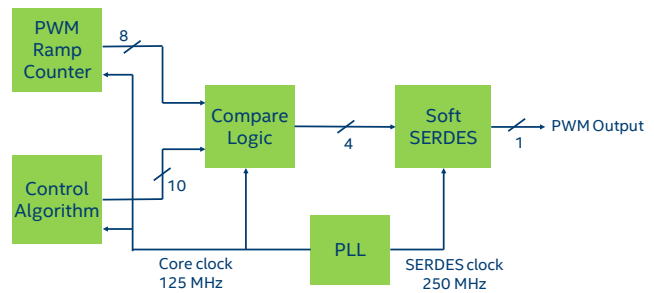 PWM
Ramp
Counter
8
Control
Algorithm
10
Compare
Logic
4
Soft
SERDES
1
PWM Output
PLL
Core clock
125 MHz
SERDES clock
250 MHz